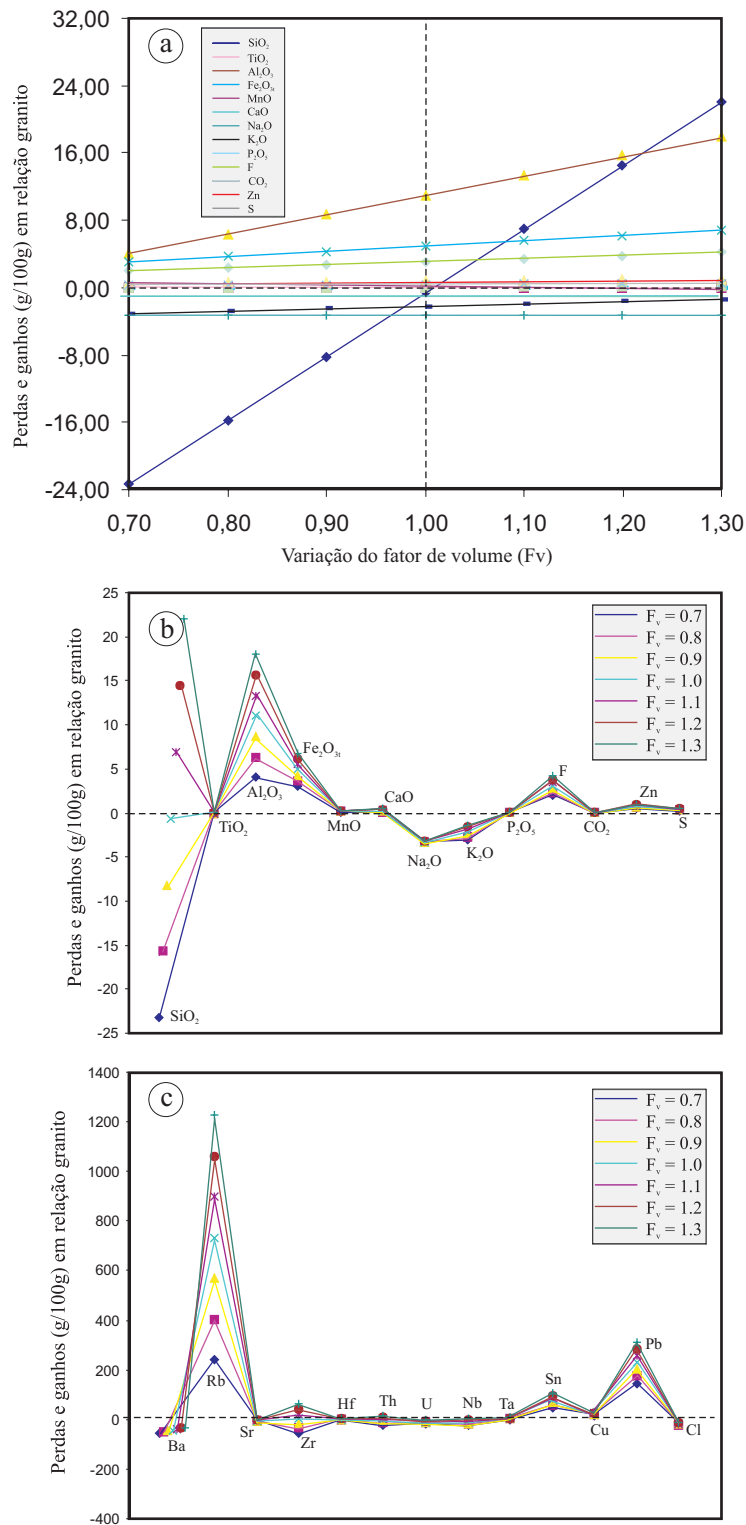 a
32,00
24,00
16,00
8,00
0,00
-8,00
-16,00
-24,00
Perdas e ganhos (g/100g) em relação granito
SiO₂
TiO₂
Al₂O₃
Fe₂O₃ₜ
MnO
CaO
Na₂O
K₂O
P₂O₅
F
CO₂
Zn
S
0,70 0,80 0,90 1,00 1,10 1,20 1,30
Variação do fator de volume (Fv)
b
25
20
15
10
5
0
-5
-10
-15
-20
-25
Perdas e ganhos (g/100g) em relação granito
Fᵥ = 0.7
Fᵥ = 0.8
Fᵥ = 0.9
Fᵥ = 1.0
Fᵥ = 1.1
Fᵥ = 1.2
Fᵥ = 1.3
SiO₂
TiO₂
Al₂O₃
Fe₂O₃ₜ
MnO
CaO
Na₂O
K₂O
P₂O₅
F
CO₂
Zn
S
c
1400
1200
1000
800
600
400
200
0
-200
-400
Perdas e ganhos (g/100g) em relação granito
Fᵥ = 0.7
Fᵥ = 0.8
Fᵥ = 0.9
Fᵥ = 1.0
Fᵥ = 1.1
Fᵥ = 1.2
Fᵥ = 1.3
Ba
Rb
Sr
Zr
Hf
Th
U
Nb
Ta
Sn
Cu
Pb
Cl